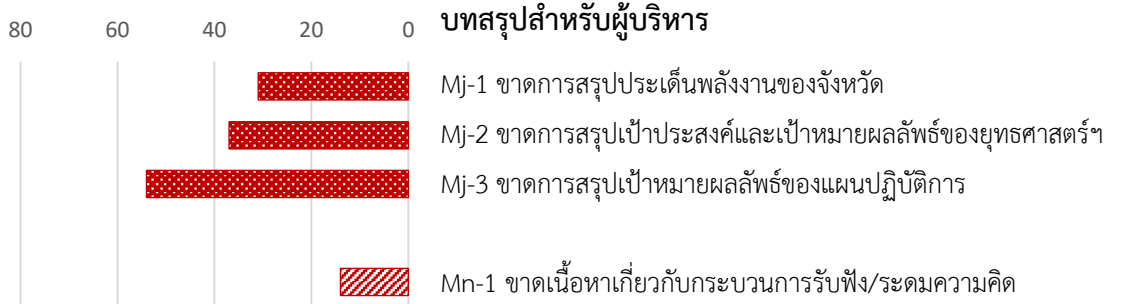 80 60 40 20 0
บทสรุปสำหรับผู้บริหาร
Mj-1 ขาดการสรุปประเด็นพลังงานของจังหวัด
Mj-2 ขาดการสรุปเป้าประสงค์และเป้าหมายผลลัพธ์ของยุทธศาสตร์ฯ
Mj-3 ขาดการสรุปเป้าหมายผลลัพธ์ของแผนปฏิบัติการ
Mn-1 ขาดเนื้อหาเกี่ยวกับกระบวนการรับฟัง/ระดมความคิด